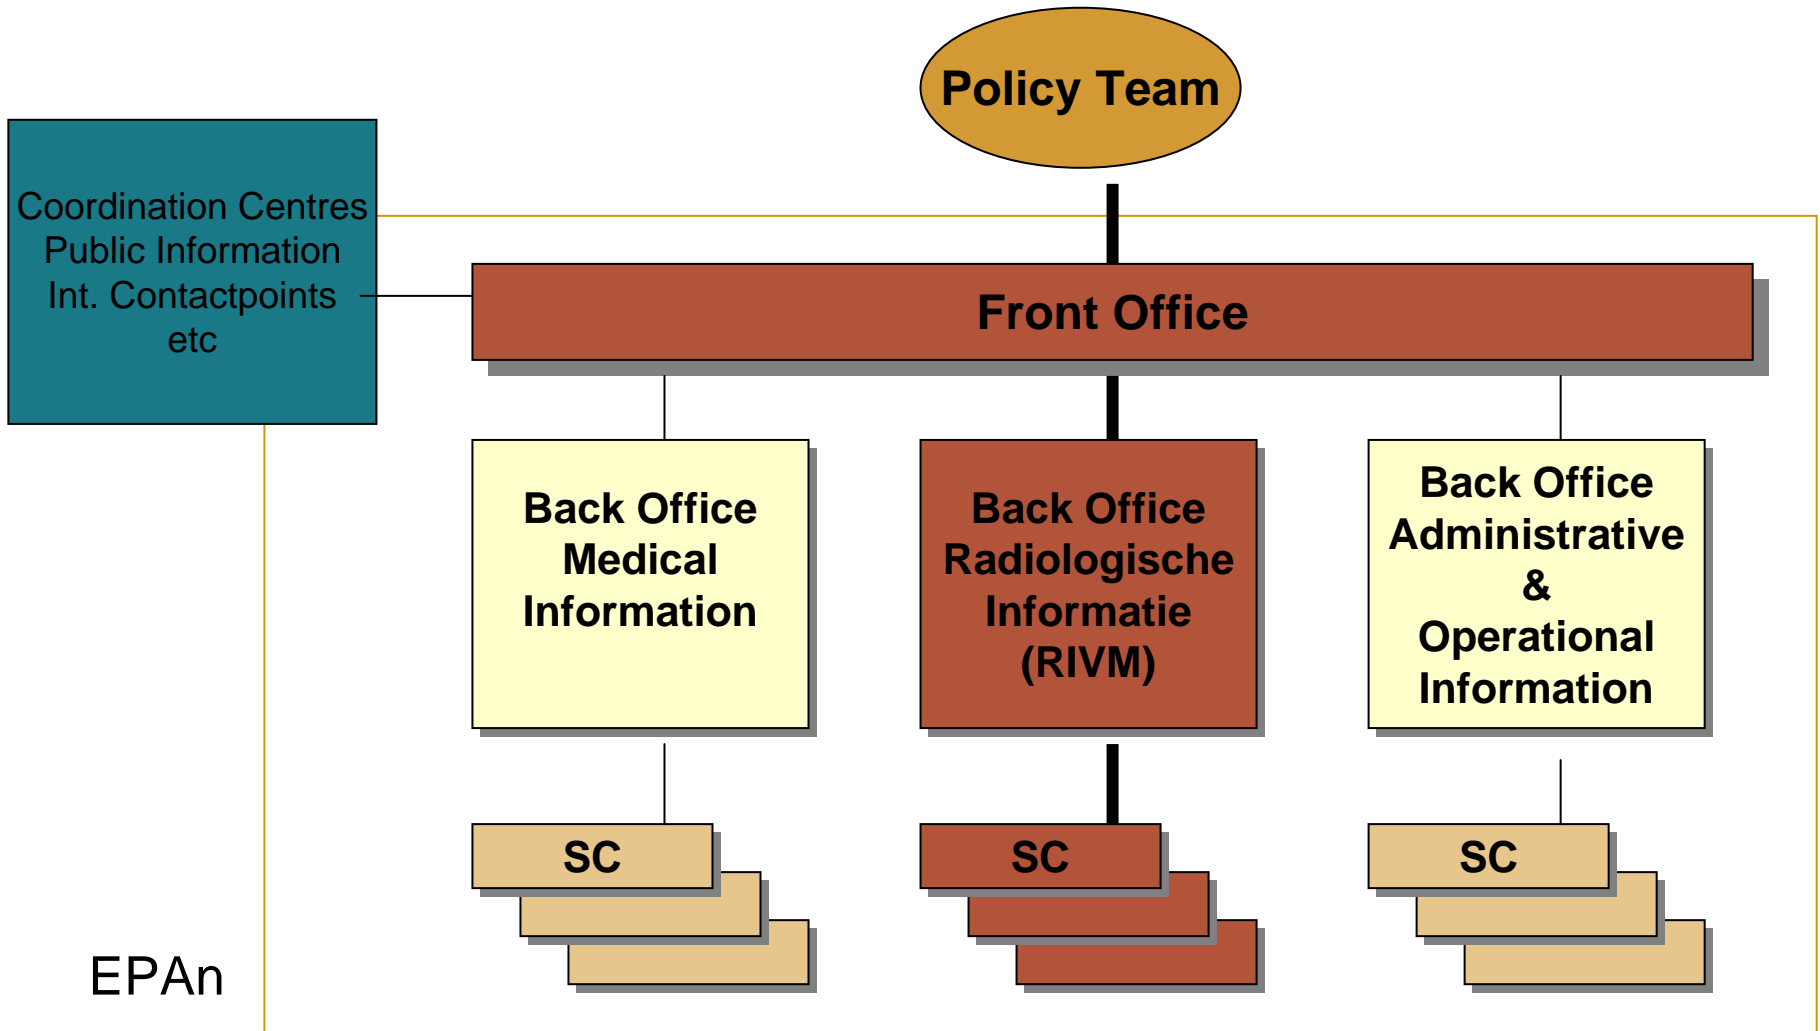 Policy Team
Coordination Centres
Public Information
Int. Contactpoints
etc
Front Office
Back Office
Medical
Information
Back Office
Radiologische
Informatie
(RIVM)
Back Office
Administrative
&
Operational
Information
SC
SC
SC
EPAn